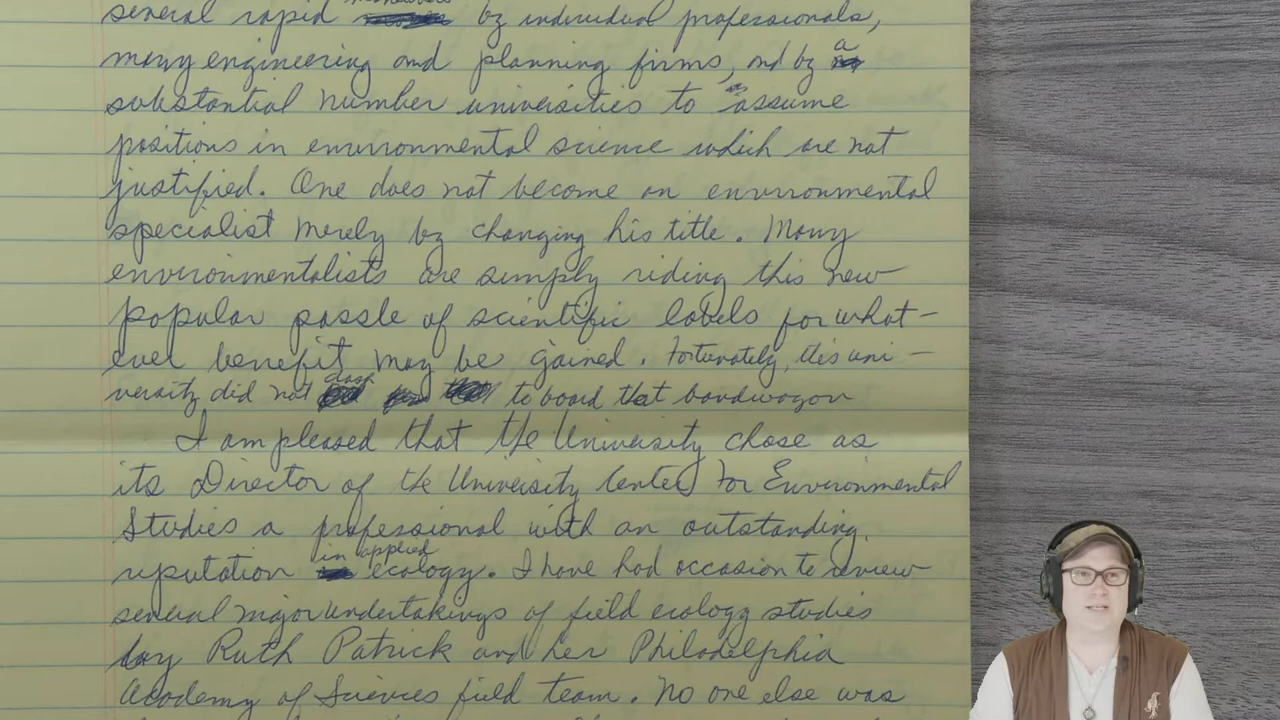 several rapid maneuvers by individual professionals,
many engineering and planning firms, and by a
substantial number universities to assume
positions in environmental science which are not
justified. One does not become an environmental
specialist merely by changing his title. Many
environmentalists are simply riding this new
popular passle of scientific labels for what-
ever benefit may be gained. Fortunately, this uni-
versity did not to board that bandwagon
I am pleased that the University chose as
its Director of the University Center For Environmental
Studies a professional with an outstanding
reputation in applied ecology. I have had occasion to review
several major undertakings of field ecology studies
by Ruth Patrick and her Philadelphia
Academy of Sciences field team. No one else was